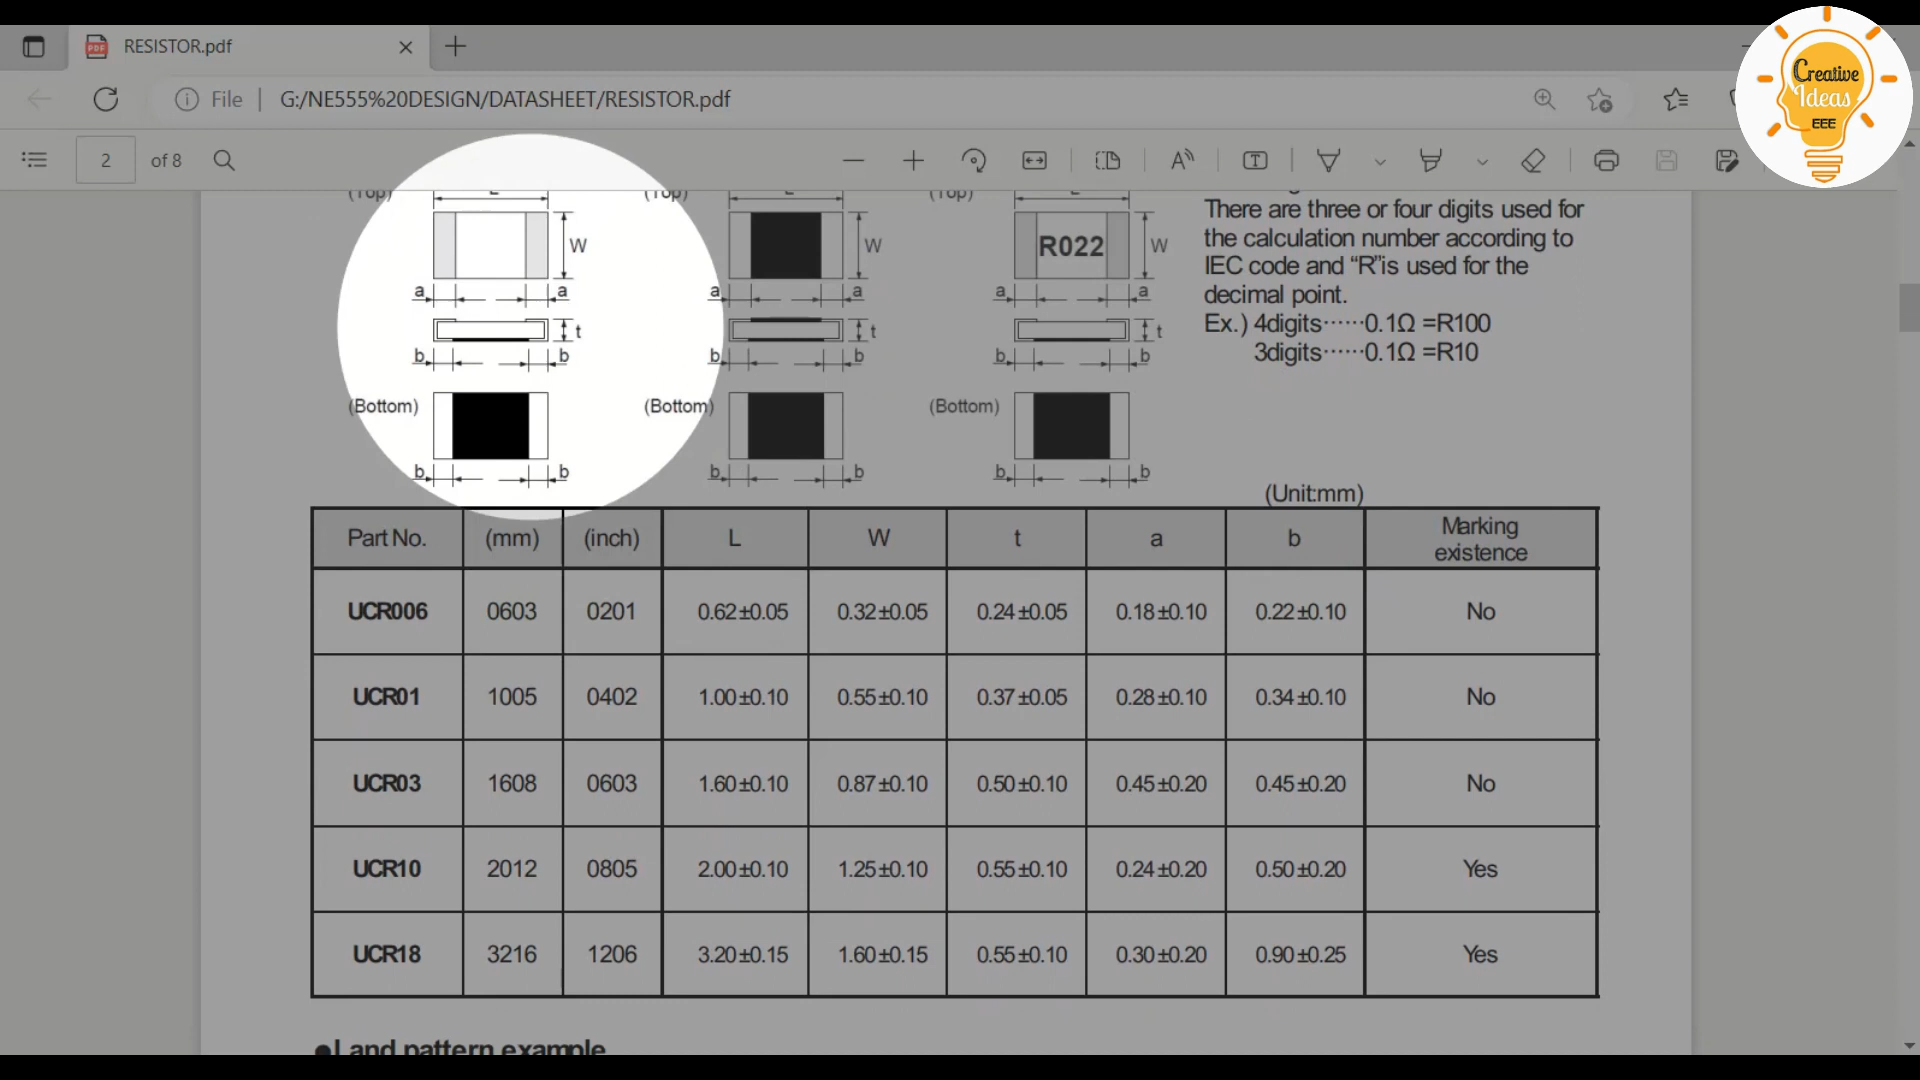 RESISTOR.pdf
File
G:/NE555%20DESIGN/DATASHEET/RESISTOR.pdf
Creative
Ideas
EEE
2 of 8
(Top) L (Top) L (Top) L
W W R022 W
a a a a a a
t t t
b b b b b b
(Bottom) (Bottom) (Bottom)
b b b b b b
There are three or four digits used for
the calculation number according to
IEC code and “R”is used for the
decimal point.
Ex.) 4digits······0.1Ω =R100
3digits······0.1Ω =R10
(Unit:mm)
Part No. (mm) (inch) L W t a b Marking existence
UCR006 0603 0201 0.62±0.05 0.32±0.05 0.24±0.05 0.18±0.10 0.22±0.10 No
UCR01 1005 0402 1.00±0.10 0.55±0.10 0.37±0.05 0.28±0.10 0.34±0.10 No
UCR03 1608 0603 1.60±0.10 0.87±0.10 0.50±0.10 0.45±0.20 0.45±0.20 No
UCR10 2012 0805 2.00±0.10 1.25±0.10 0.55±0.10 0.24±0.20 0.50±0.20 Yes
UCR18 3216 1206 3.20±0.15 1.60±0.15 0.55±0.10 0.30±0.20 0.90±0.25 Yes
●Land pattern example